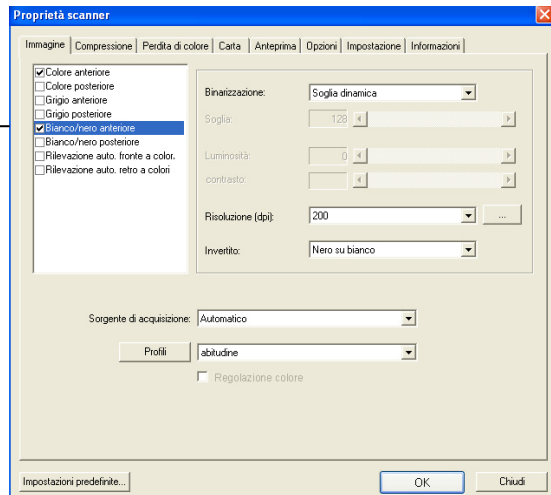 Proprietà scanner
Immagine Compressione Perdita di colore Carta Anteprima Opzioni Impostazione Informazioni
Colore anteriore
Colore posteriore
Grigio anteriore
Grigio posteriore
Bianco/nero anteriore
Bianco/nero posteriore
Rilevazione auto. fronte a color.
Rilevazione auto. retro a colori
Binarizzazione: Soglia dinamica
Soglia: 128
Luminosità: 0
contrasto:
Risoluzione (dpi): 200 ...
Invertito: Nero su bianco
Sorgente di acquisizione: Automatico
Profili abitudine
Regolazione colore
Impostazioni predefinite... OK Chiudi